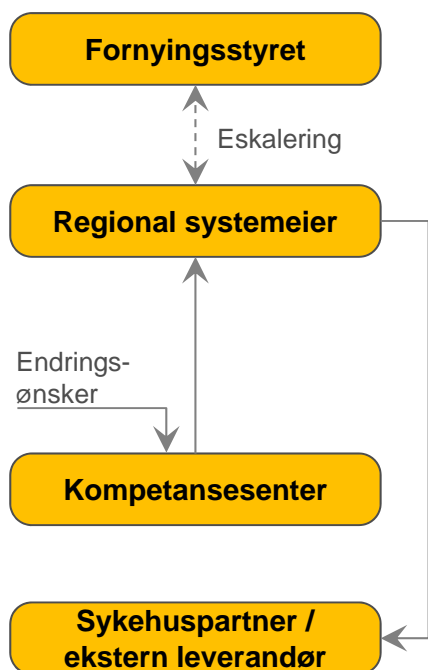 Fornyingsstyret
Eskalering
Regional systemeier
Endrings-
ønsker
Kompetansesenter
Sykehuspartner /
ekstern leverandør